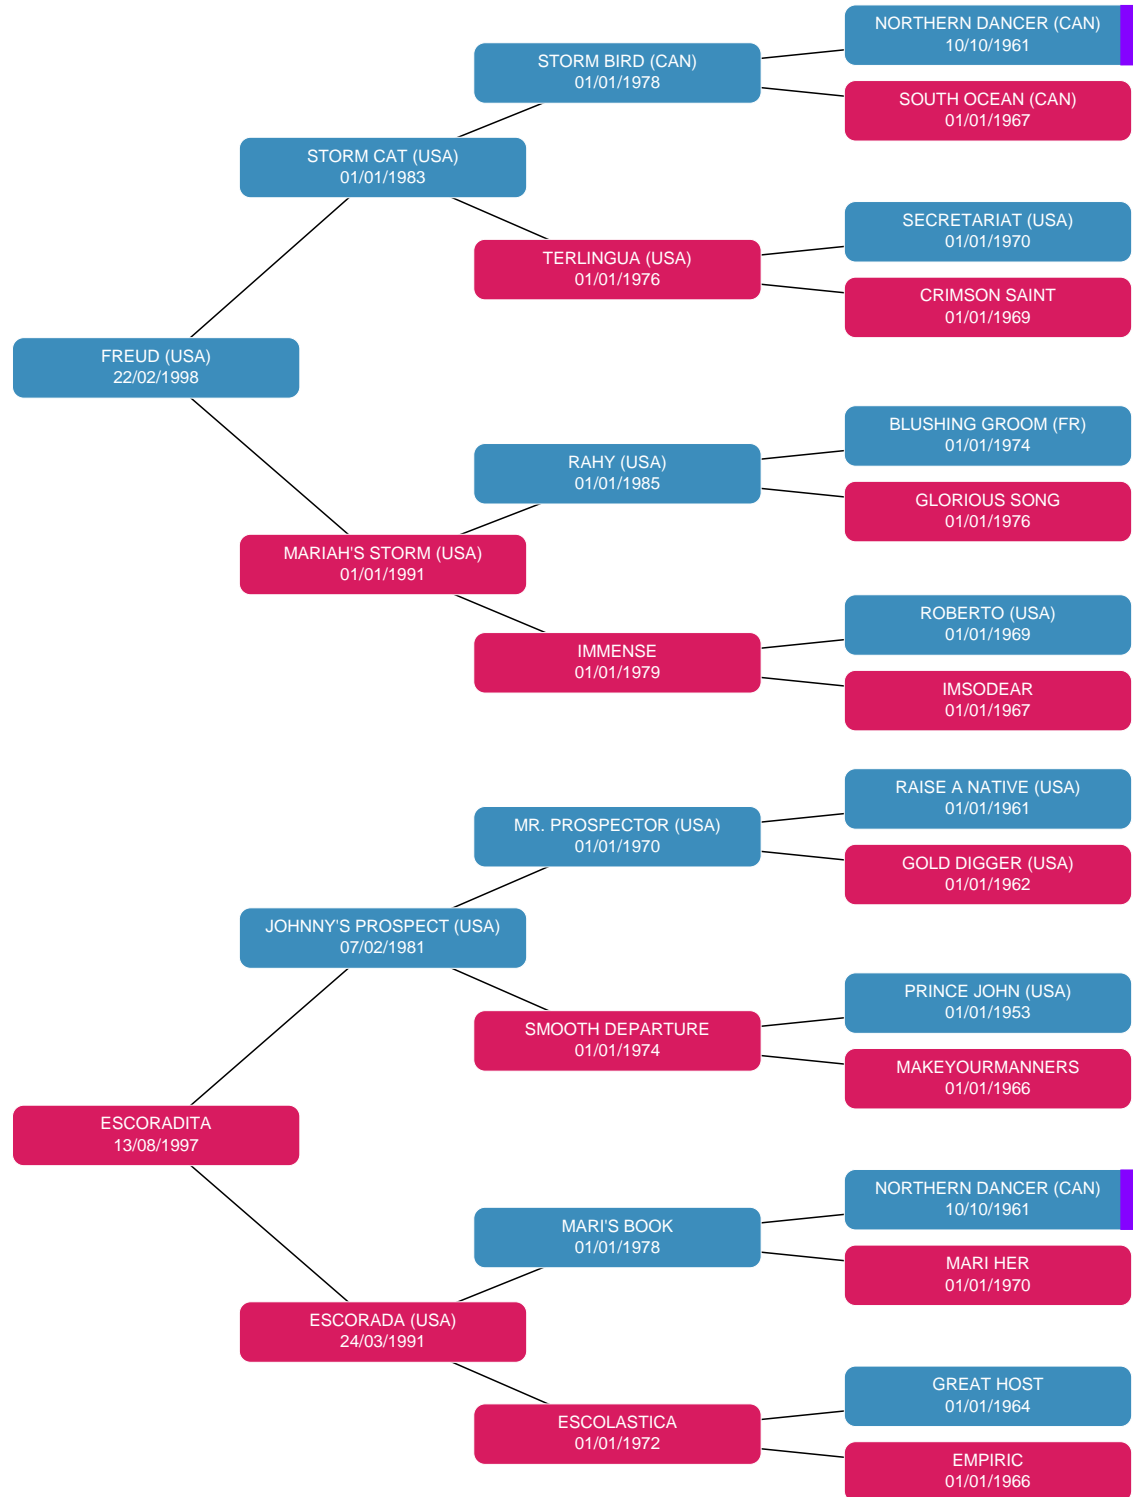 NORTHERN DANCER (CAN)
10/10/1961
STORM BIRD (CAN)
01/01/1978
SOUTH OCEAN (CAN)
01/01/1967
STORM CAT (USA)
01/01/1983
SECRETARIAT (USA)
01/01/1970
TERLINGUA (USA)
01/01/1976
CRIMSON SAINT
01/01/1969
FREUD (USA)
22/02/1998
BLUSHING GROOM (FR)
01/01/1974
RAHY (USA)
01/01/1985
GLORIOUS SONG
01/01/1976
MARIAH'S STORM (USA)
01/01/1991
ROBERTO (USA)
01/01/1969
IMMENSE
01/01/1979
IMSODEAR
01/01/1967
RAISE A NATIVE (USA)
01/01/1961
MR. PROSPECTOR (USA)
01/01/1970
GOLD DIGGER (USA)
01/01/1962
JOHNNY'S PROSPECT (USA)
07/02/1981
PRINCE JOHN (USA)
01/01/1953
SMOOTH DEPARTURE
01/01/1974
MAKEYOURMANNERS
01/01/1966
ESCORADITA
13/08/1997
NORTHERN DANCER (CAN)
10/10/1961
MARI'S BOOK
01/01/1978
MARI HER
01/01/1970
ESCORADA (USA)
24/03/1991
GREAT HOST
01/01/1964
ESCOLASTICA
01/01/1972
EMPIRIC
01/01/1966